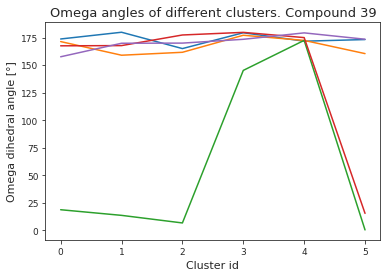 Omega angles of different clusters. Compound 39
Omega dihedral angle [°]
175
150
125
100
75
50
25
0
0 1 2 3 4 5
Cluster id